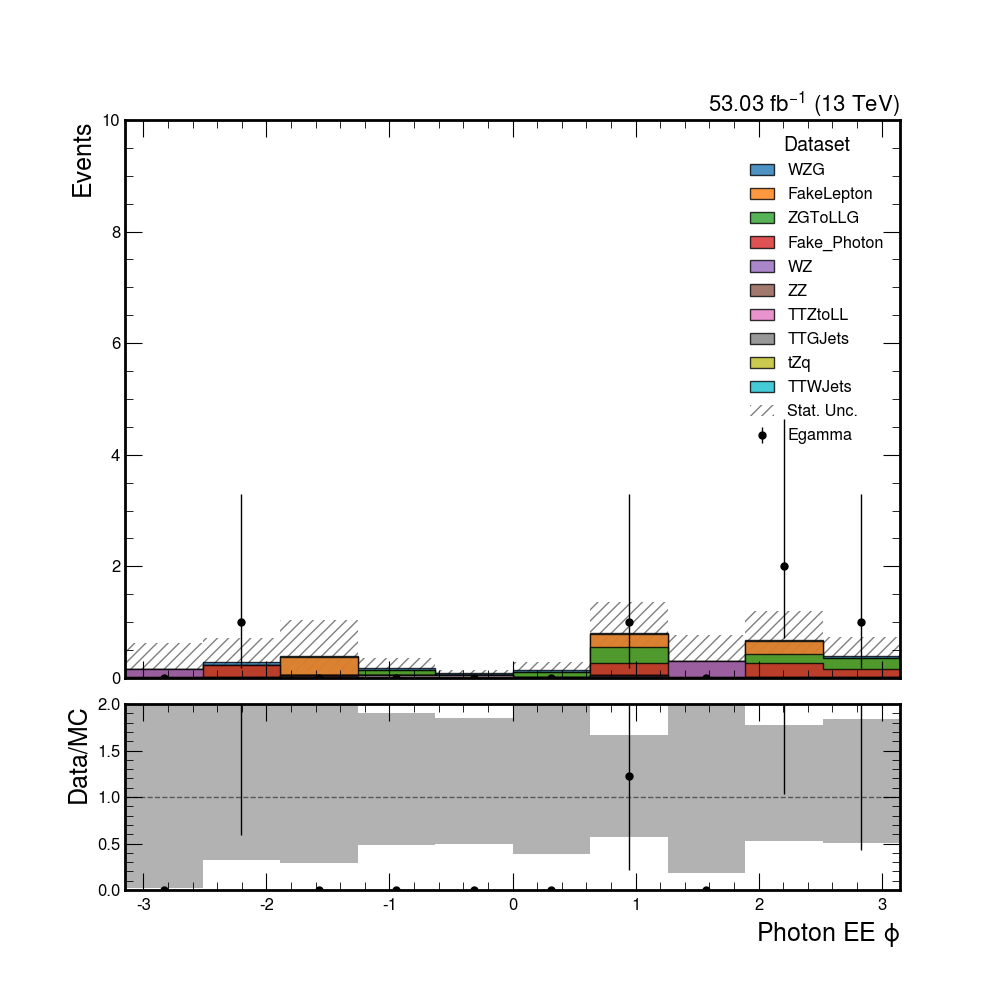 53.03 fb⁻¹ (13 TeV)
Events
10
8
6
4
2
0
Dataset
WZG
FakeLepton
ZGToLLG
Fake_Photon
WZ
ZZ
TTZtoLL
TTGJets
tZq
TTWJets
Stat. Unc.
Egamma
Data/MC
2.0
1.5
1.0
0.5
0.0
-3 -2 -1 0 1 2 3
Photon EE ϕ